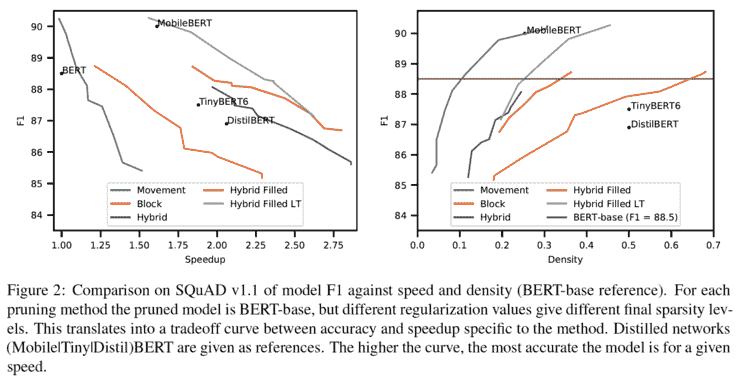 90
89
88
87
86
85
84
F1
MobileBERT
BERT
TinyBERT6
DistilBERT
Movement
Block
Hybrid
Hybrid Filled
Hybrid Filled LT
1.00 1.25 1.50 1.75 2.00 2.25 2.50 2.75
Speedup
90
89
88
87
86
85
84
F1
MobileBERT
TinyBERT6
DistilBERT
Movement
Block
Hybrid
Hybrid Filled
Hybrid Filled LT
BERT-base (F1 = 88.5)
0.0 0.1 0.2 0.3 0.4 0.5 0.6 0.7
Density
Figure 2: Comparison on SQuAD v1.1 of model F1 against speed and density (BERT-base reference). For each
pruning method the pruned model is BERT-base, but different regularization values give different final sparsity lev-
els. This translates into a tradeoff curve between accuracy and speedup specific to the method. Distilled networks
(Mobile|Tiny|Distil)BERT are given as references. The higher the curve, the most accurate the model is for a given
speed.